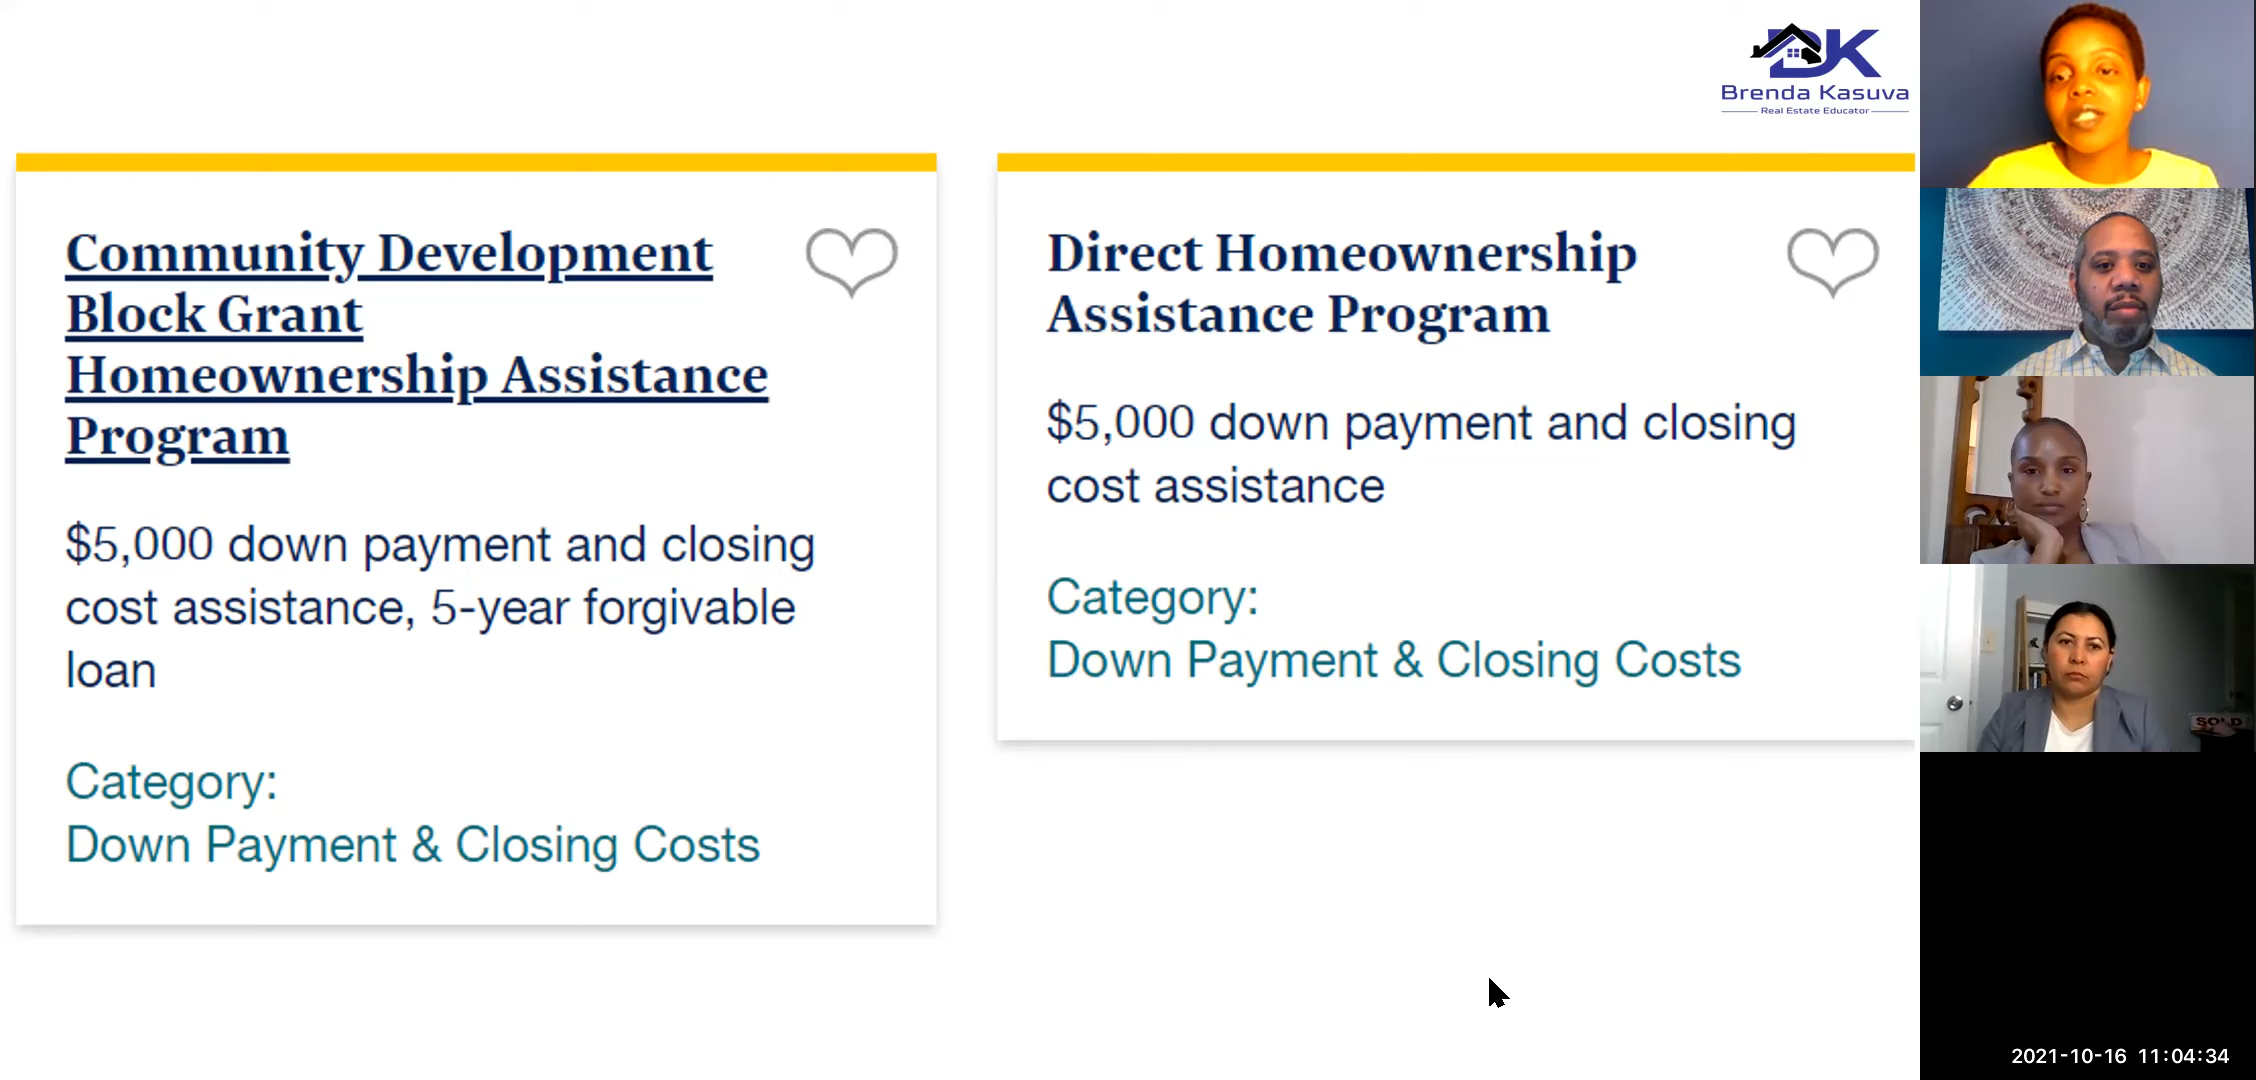 BK
Brenda Kasuva
Real Estate Educator
Community Development
Block Grant
Homeownership Assistance
Program
$5,000 down payment and closing
cost assistance, 5-year forgivable
loan
Category:
Down Payment & Closing Costs
Direct Homeownership
Assistance Program
$5,000 down payment and closing
cost assistance
Category:
Down Payment & Closing Costs
SOLD
2021-10-16 11:04:34